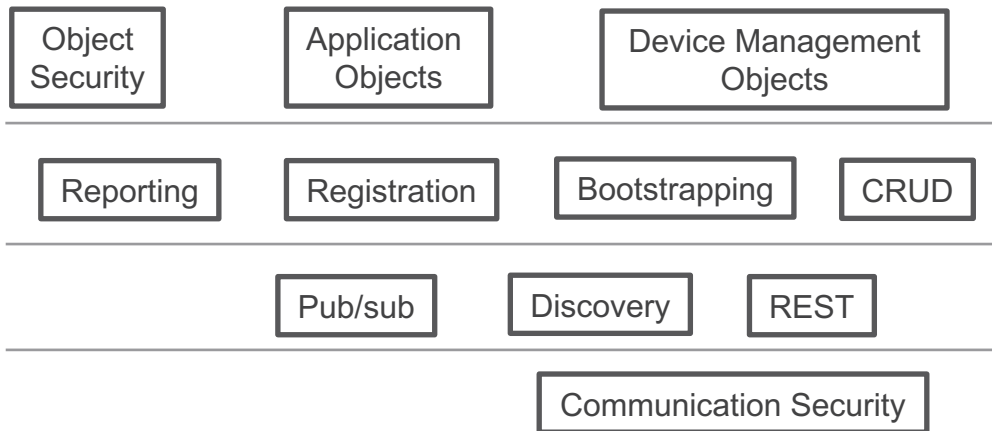 Object
Security
Application
Objects
Device Management
Objects
Reporting
Registration
Bootstrapping
CRUD
Pub/sub
Discovery
REST
Communication Security